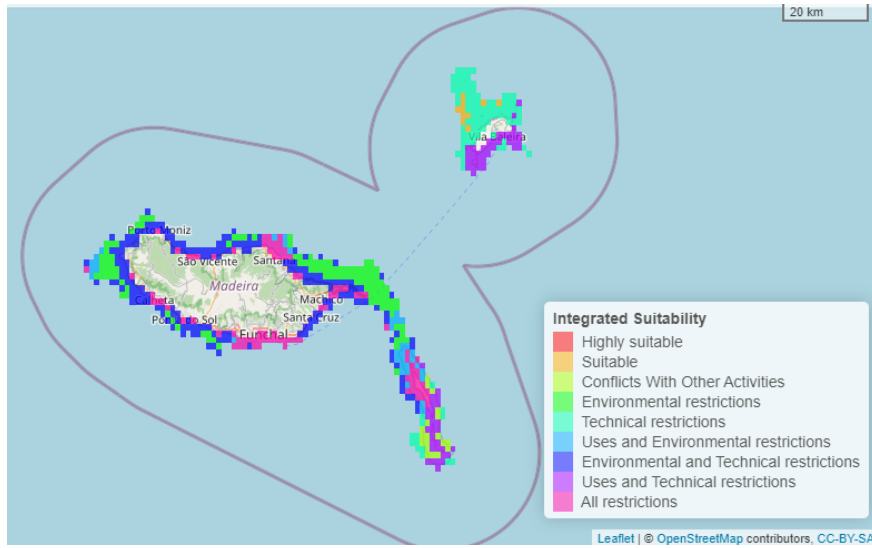 20 km
Vila Baleira
Porto Moniz
São Vicente
Santana
Madeira
Calheta
Machico
Ponta do Sol
Santa Cruz
Funchal
Integrated Suitability
Highly suitable
Suitable
Conflicts With Other Activities
Environmental restrictions
Technical restrictions
Uses and Environmental restrictions
Environmental and Technical restrictions
Uses and Technical restrictions
All restrictions
Leaflet | © OpenStreetMap contributors, CC-BY-SA